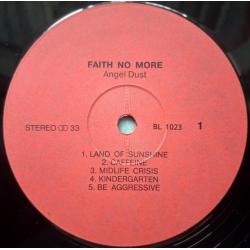 FAITH NO MORE
Angel Dust
STEREO 33
BL 1023
1
1. LAND OF SUNSHINE
2. CAFFEINE
3. MIDLIFE CRISIS
4. KINDERGARTEN
5. BE AGGRESSIVE